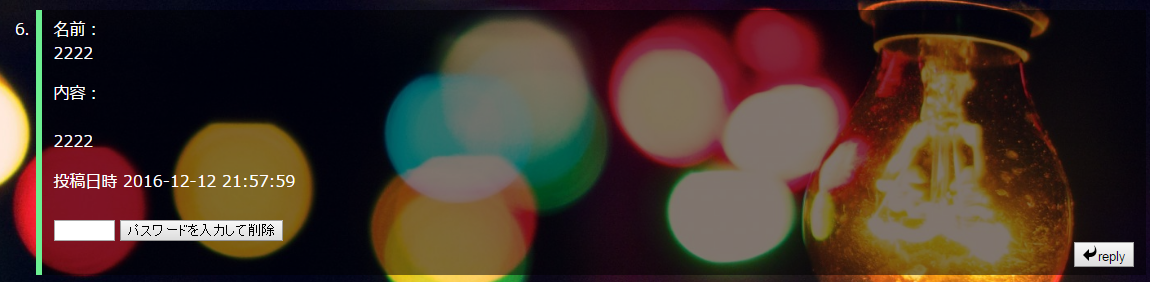 6.
名前：
2222
内容：
2222
投稿日時 2016-12-12 21:57:59
パスワードを入力して削除
reply